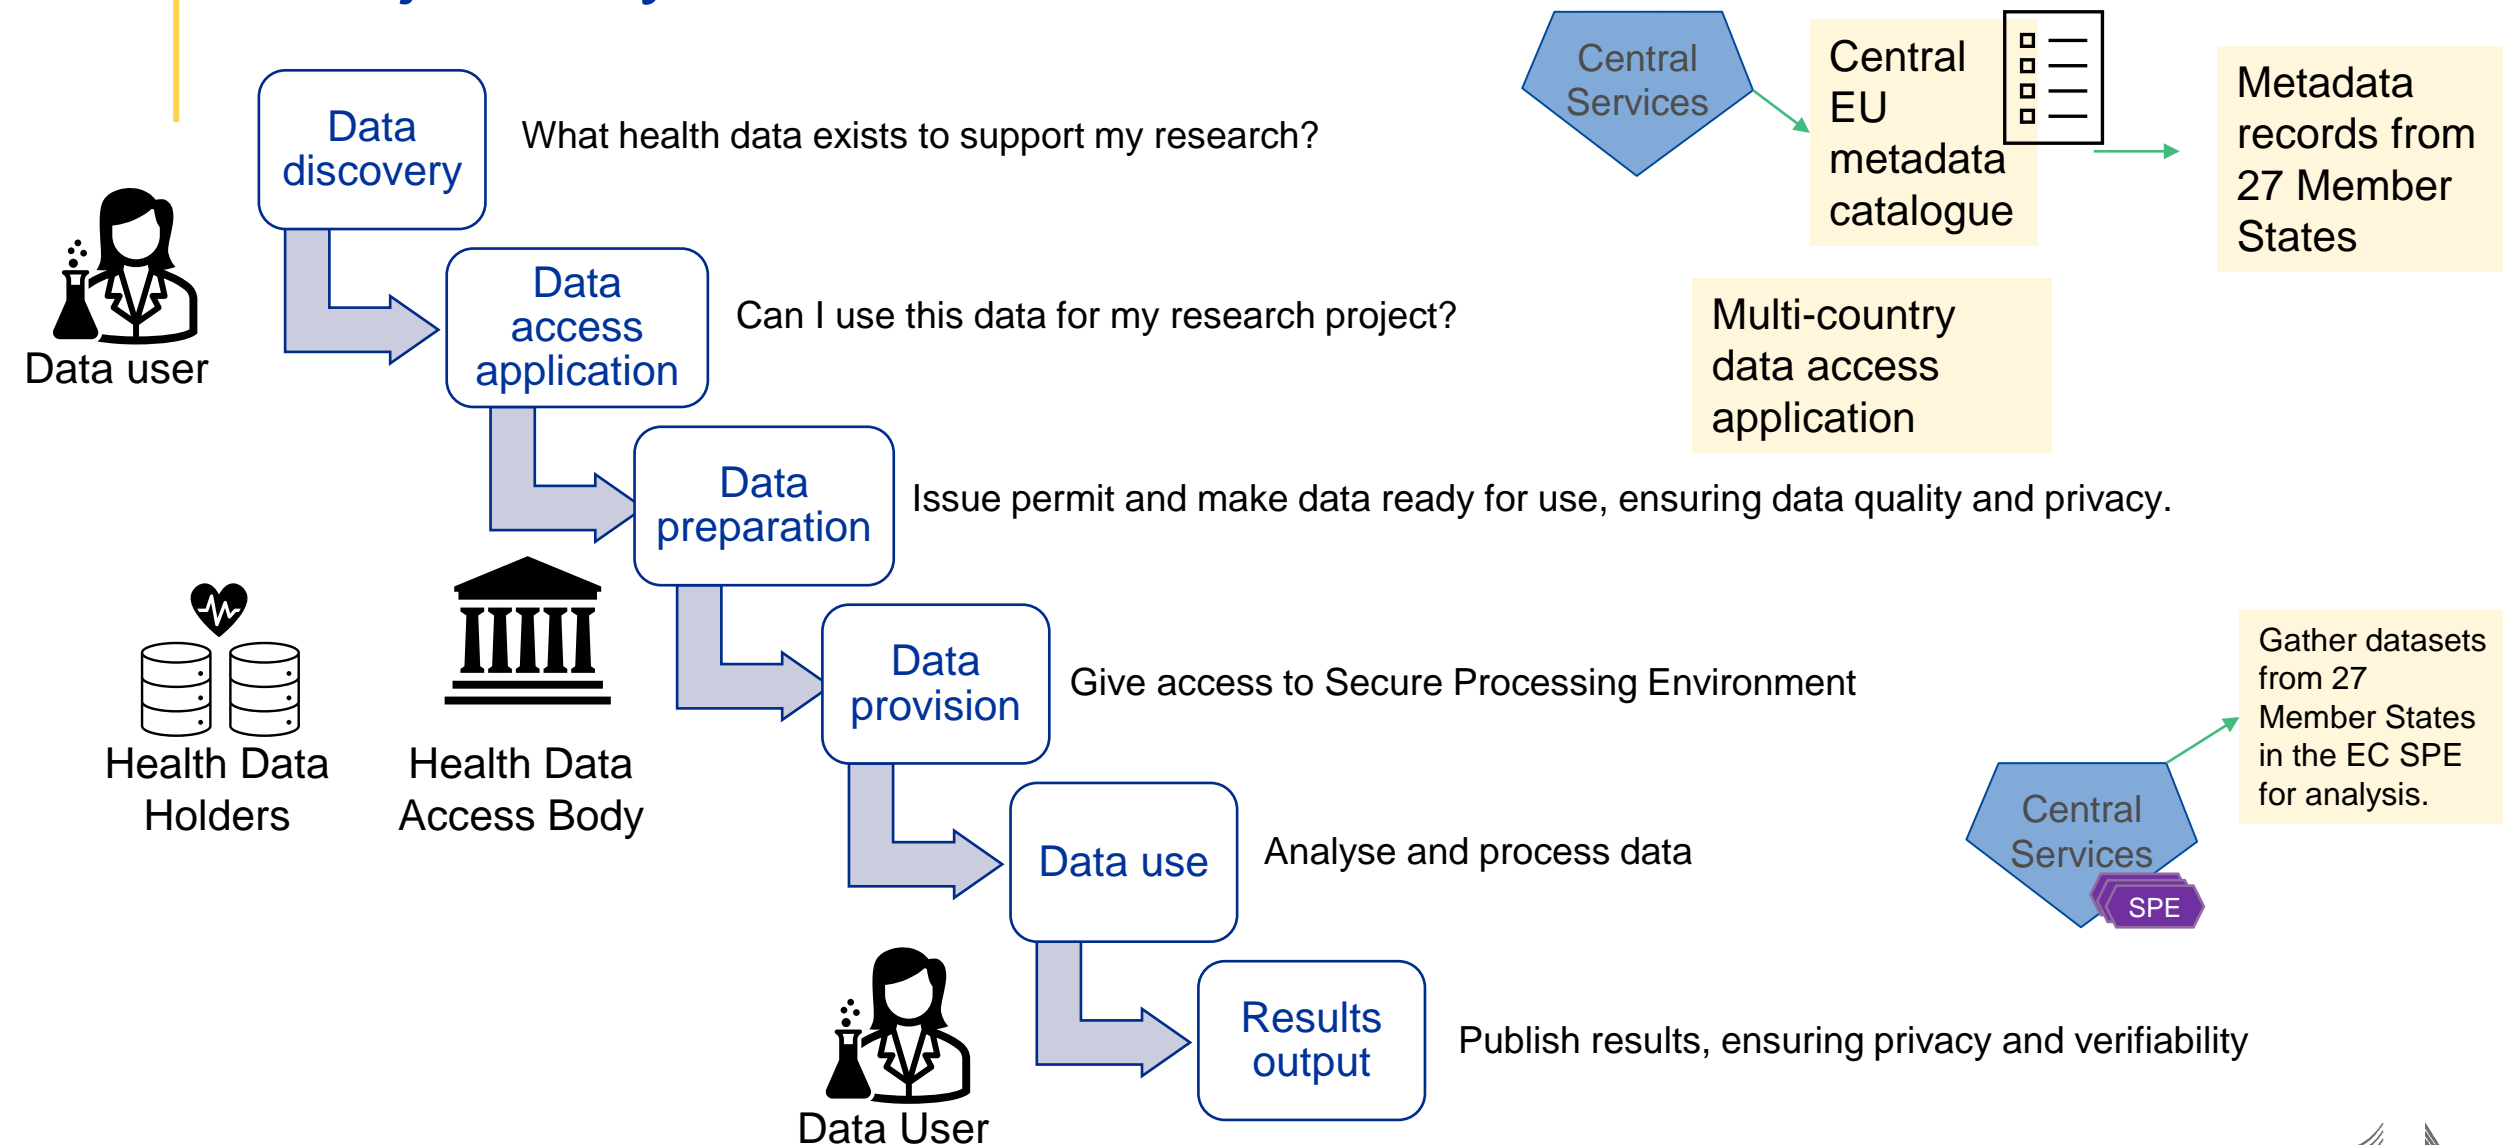 Data
discovery
What health data exists to support my research?
Central
Services
Central
EU
metadata
catalogue
Metadata
records from
27 Member
States
Data user
Data
access
application
Can I use this data for my research project?
Multi-country
data access
application
Data
preparation
Issue permit and make data ready for use, ensuring data quality and privacy.
Health Data
Holders
Health Data
Access Body
Data
provision
Give access to Secure Processing Environment
Gather datasets
from 27
Member States
in the EC SPE
for analysis.
Central
Services
SPE
Data use
Analyse and process data
Data User
Results
output
Publish results, ensuring privacy and verifiability